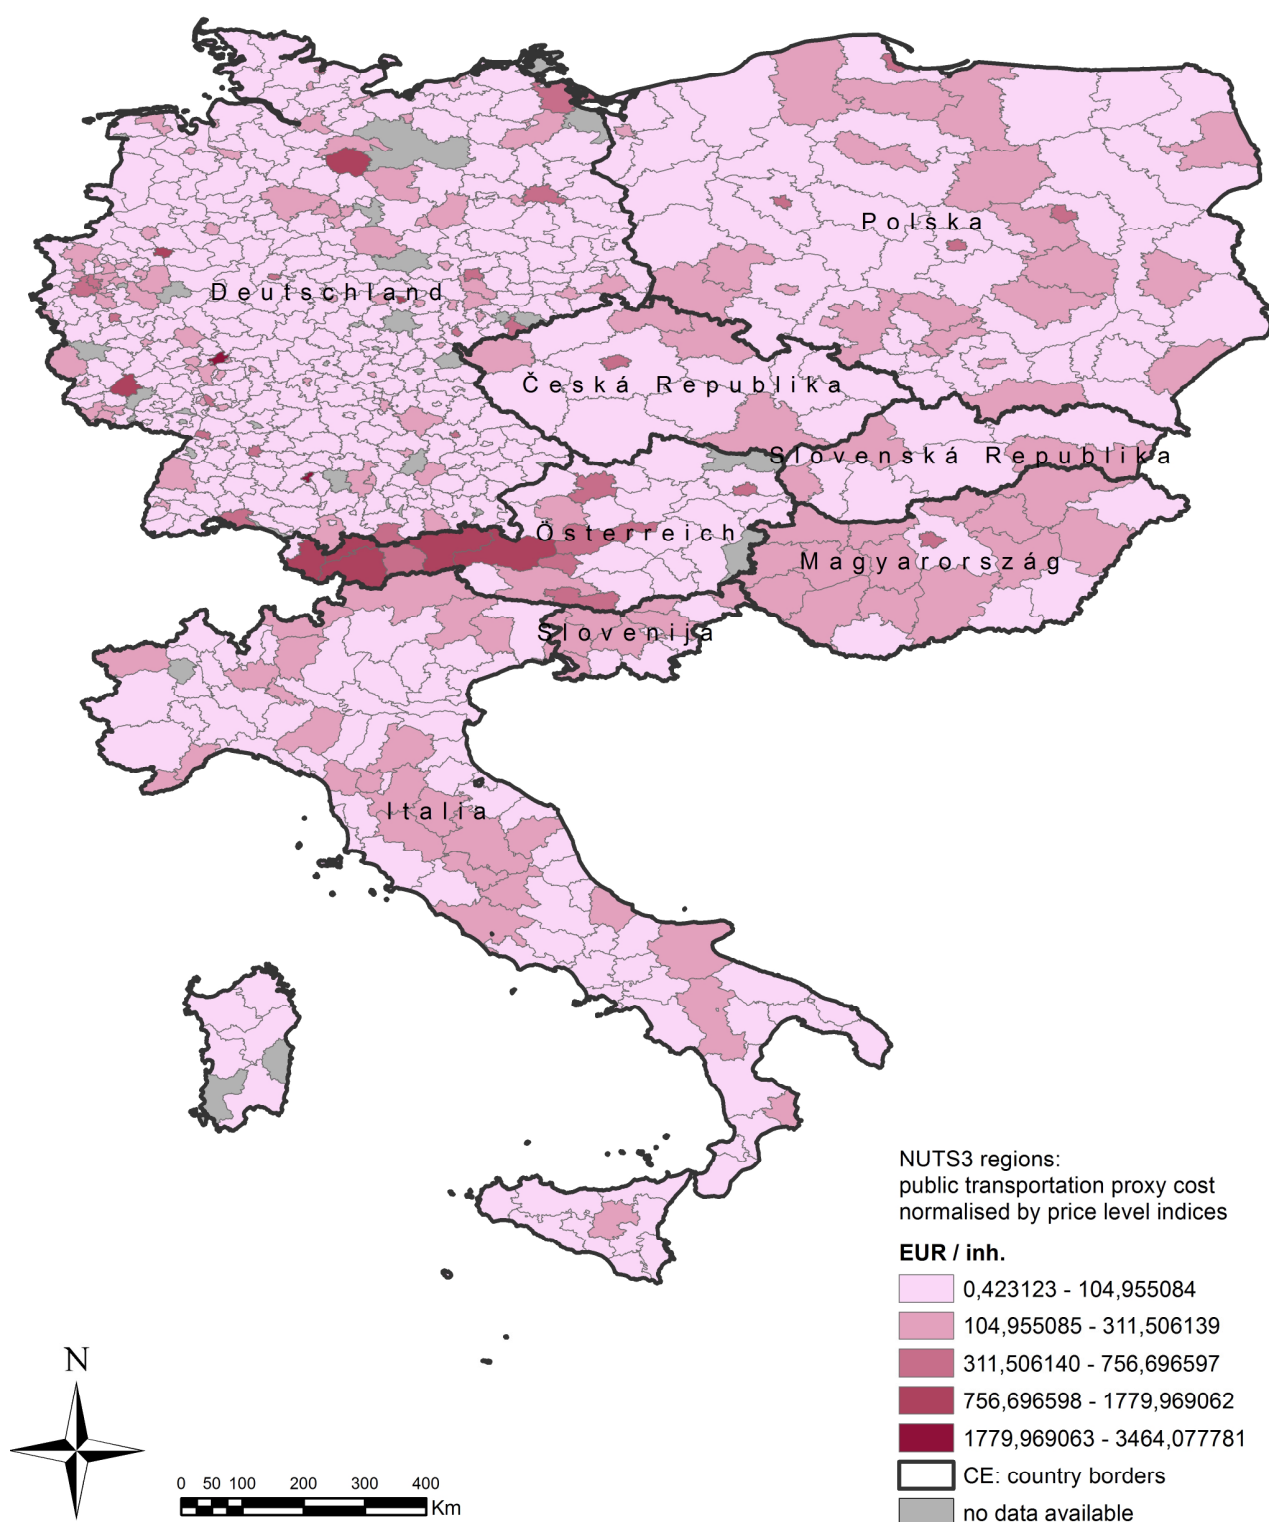 Polska
Deutschland
Česká Republika
Slovenská Republika
Österreich
Magyarország
Slovenija
Italia
NUTS3 regions:
public transportation proxy cost
normalised by price level indices
EUR / inh.
0,423123 - 104,955084
104,955085 - 311,506139
311,506140 - 756,696597
756,696598 - 1779,969062
1779,969063 - 3464,077781
CE: country borders
no data available
N
0 50 100 200 300 400
Km